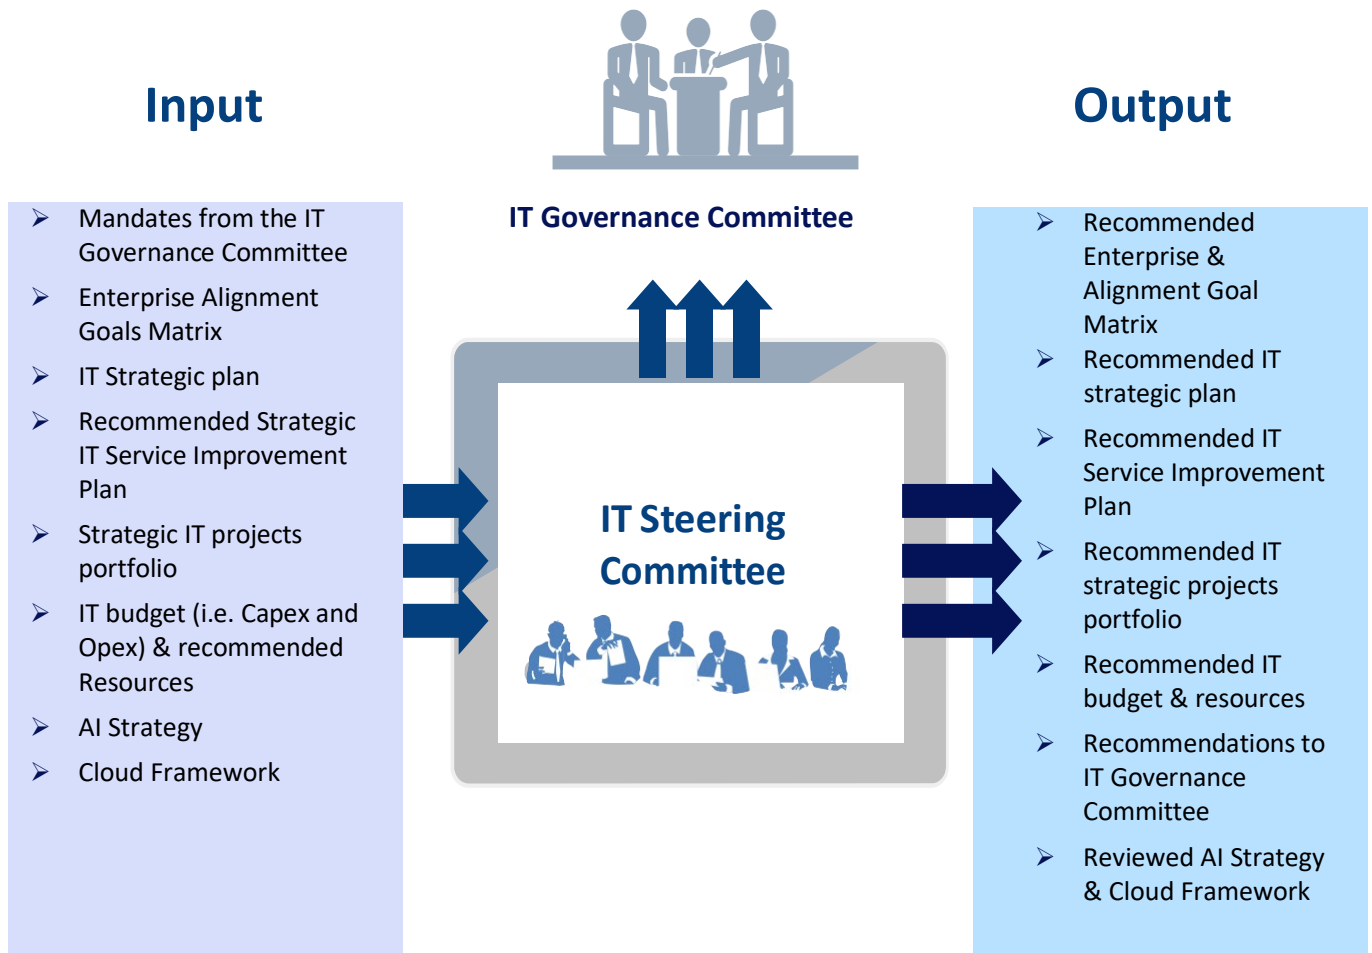 Input
Mandates from the IT
Governance Committee
Enterprise Alignment
Goals Matrix
IT Strategic plan
Recommended Strategic
IT Service Improvement
Plan
Strategic IT projects
portfolio
IT budget (i.e. Capex and
Opex) & recommended
Resources
AI Strategy
Cloud Framework
IT Governance Committee
IT Steering
Committee
Output
Recommended
Enterprise &
Alignment Goal
Matrix
Recommended IT
strategic plan
Recommended IT
Service Improvement
Plan
Recommended IT
strategic projects
portfolio
Recommended IT
budget & resources
Recommendations to
IT Governance
Committee
Reviewed AI Strategy
& Cloud Framework